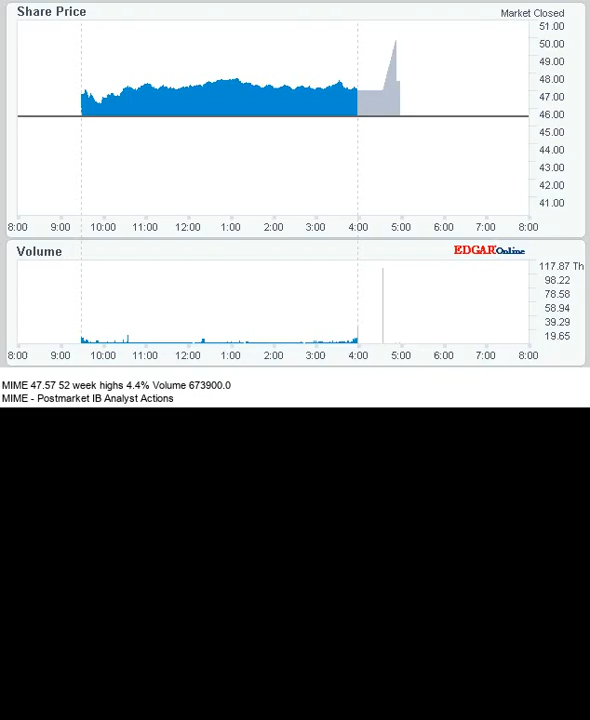 Share Price
Market Closed
51.00
50.00
49.00
48.00
47.00
46.00
45.00
44.00
43.00
42.00
41.00
8:00 9:00 10:00 11:00 12:00 1:00 2:00 3:00 4:00 5:00 6:00 7:00 8:00
Volume
EDGAROnline
117.87 Th
98.22
78.58
58.94
39.29
19.65
8:00 9:00 10:00 11:00 12:00 1:00 2:00 3:00 4:00 5:00 6:00 7:00 8:00
MIME 47.57 52 week highs 4.4% Volume 673900.0
MIME - Postmarket IB Analyst Actions